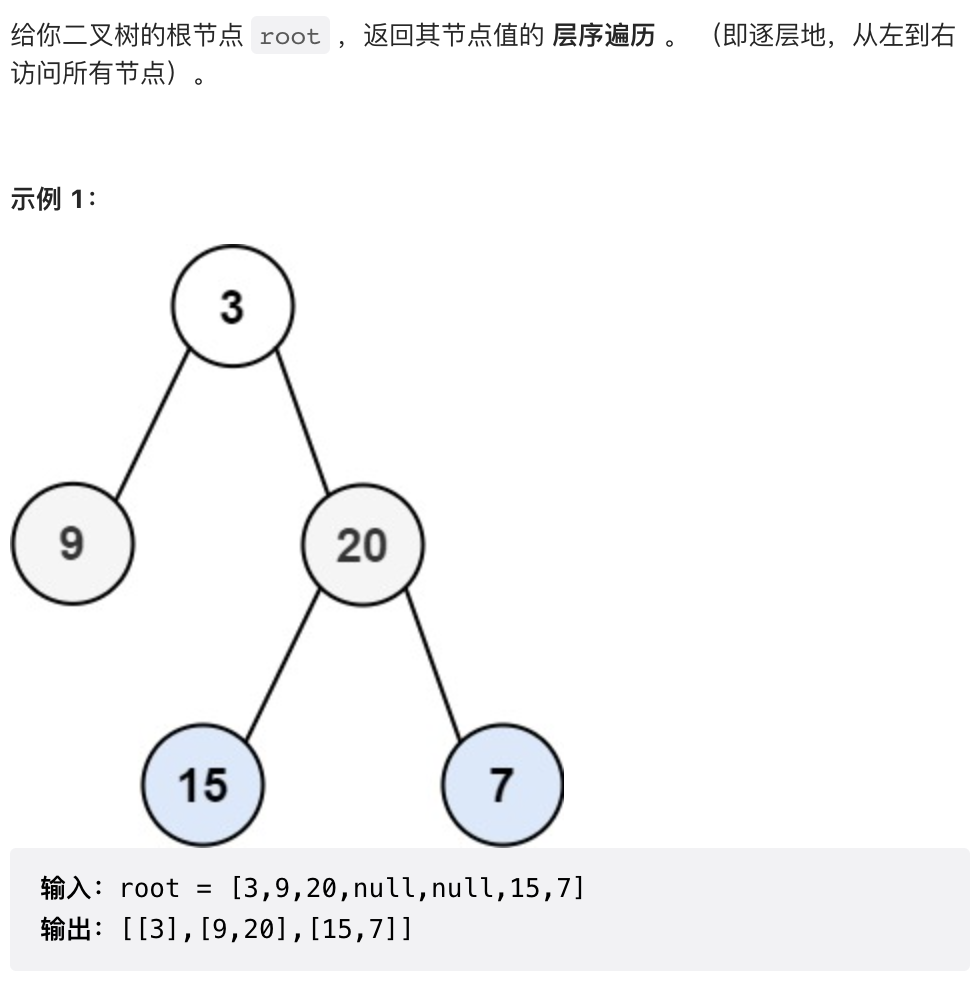 给你二叉树的根节点 root ，返回其节点值的 层序遍历 。 （即逐层地，从左到右
访问所有节点）。
示例 1：
3
9
20
15
7
输入：root = [3,9,20,null,null,15,7]
输出：[[3],[9,20],[15,7]]